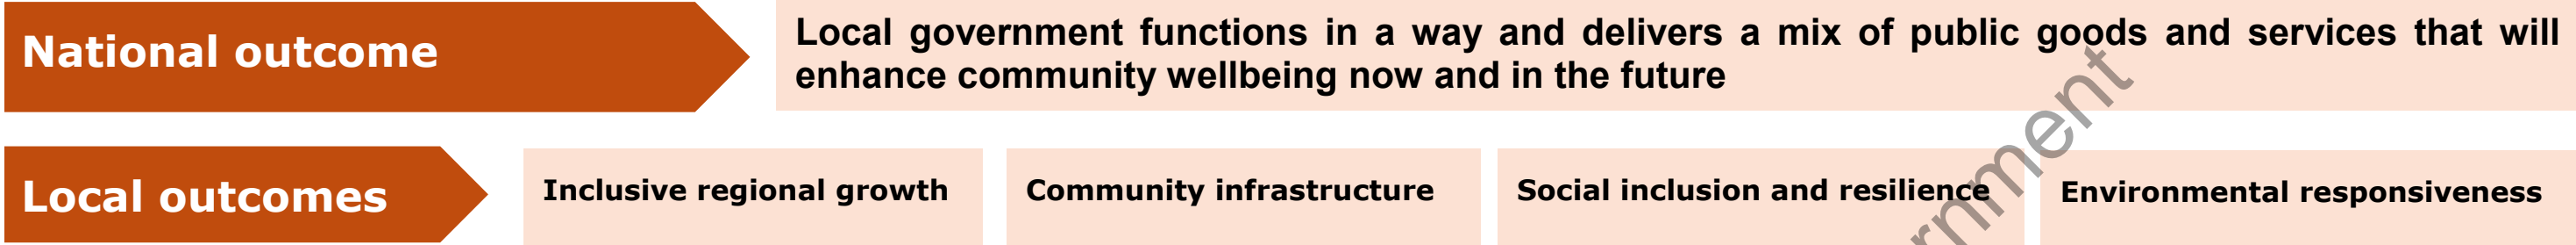 National outcome
Local government functions in a way and delivers a mix of public goods and services that will
enhance community wellbeing now and in the future
Local outcomes
Inclusive regional growth
Community infrastructure
Social inclusion and resilience
Environmental responsiveness